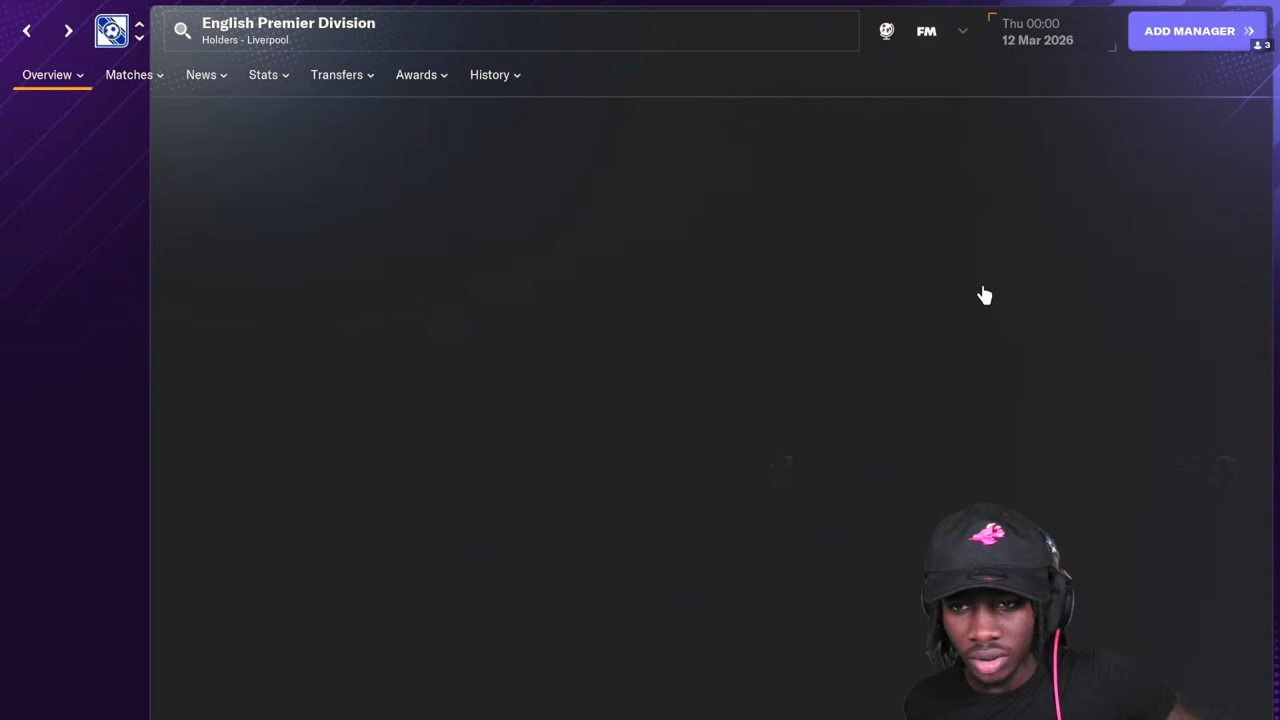 English Premier Division
Holders - Liverpool
FM
Thu 00:00
12 Mar 2026
ADD MANAGER
3
Overview
Matches
News
Stats
Transfers
Awards
History